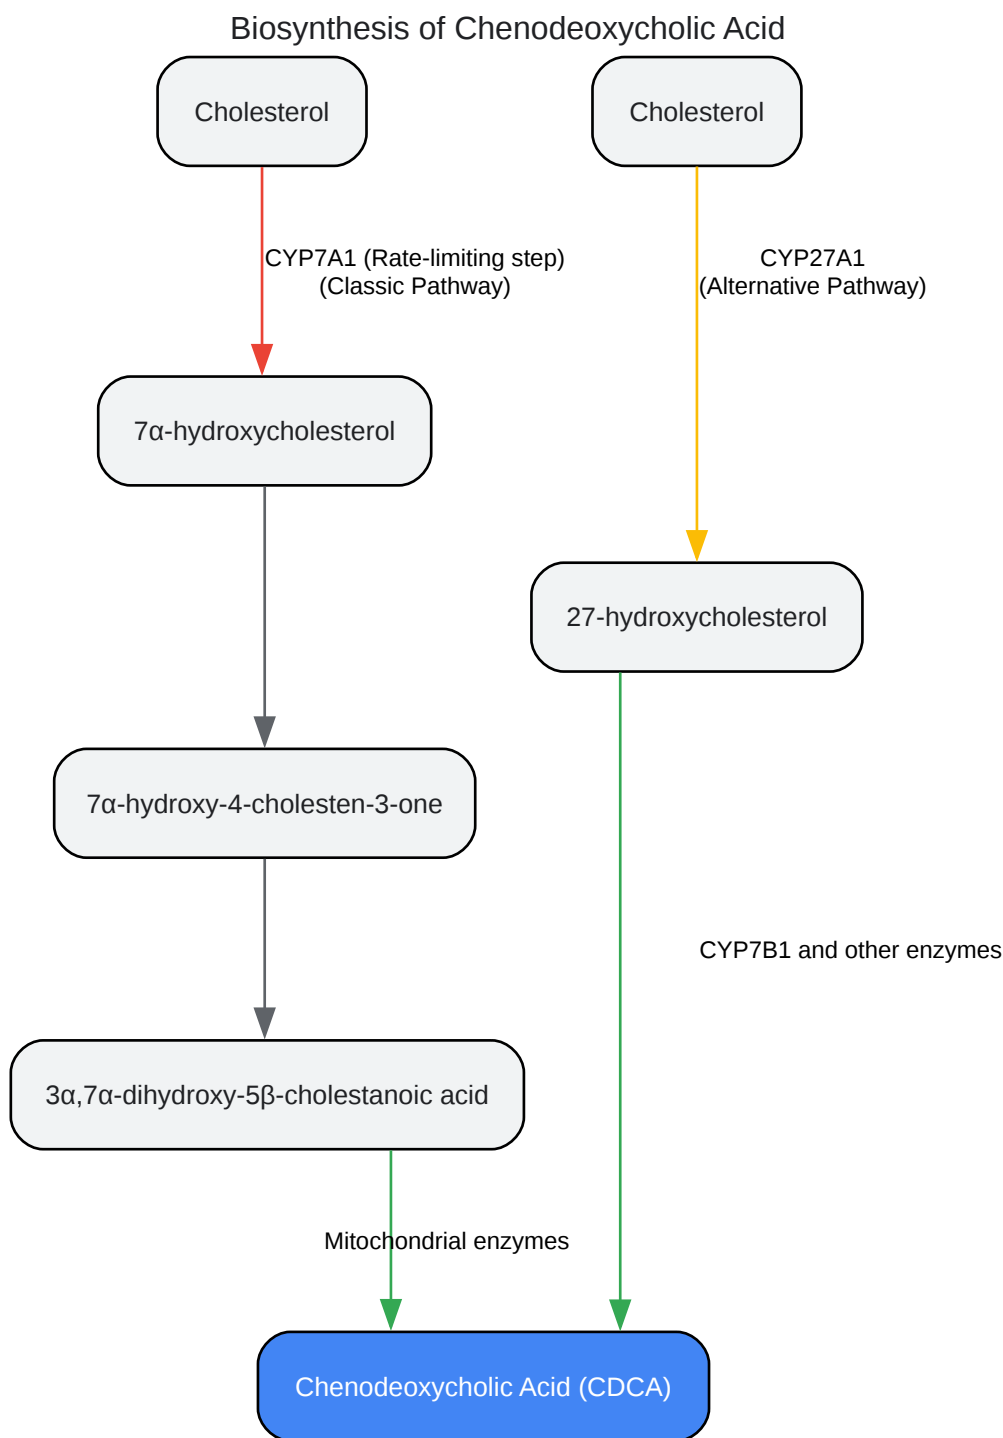 Biosynthesis of Chenodeoxycholic Acid
Cholesterol
Cholesterol
CYP7A1 (Rate-limiting step)
(Classic Pathway)
CYP27A1
(Alternative Pathway)
7α-hydroxycholesterol
27-hydroxycholesterol
7α-hydroxy-4-cholesten-3-one
CYP7B1 and other enzymes
3α,7α-dihydroxy-5β-cholestanoic acid
Mitochondrial enzymes
Chenodeoxycholic Acid (CDCA)